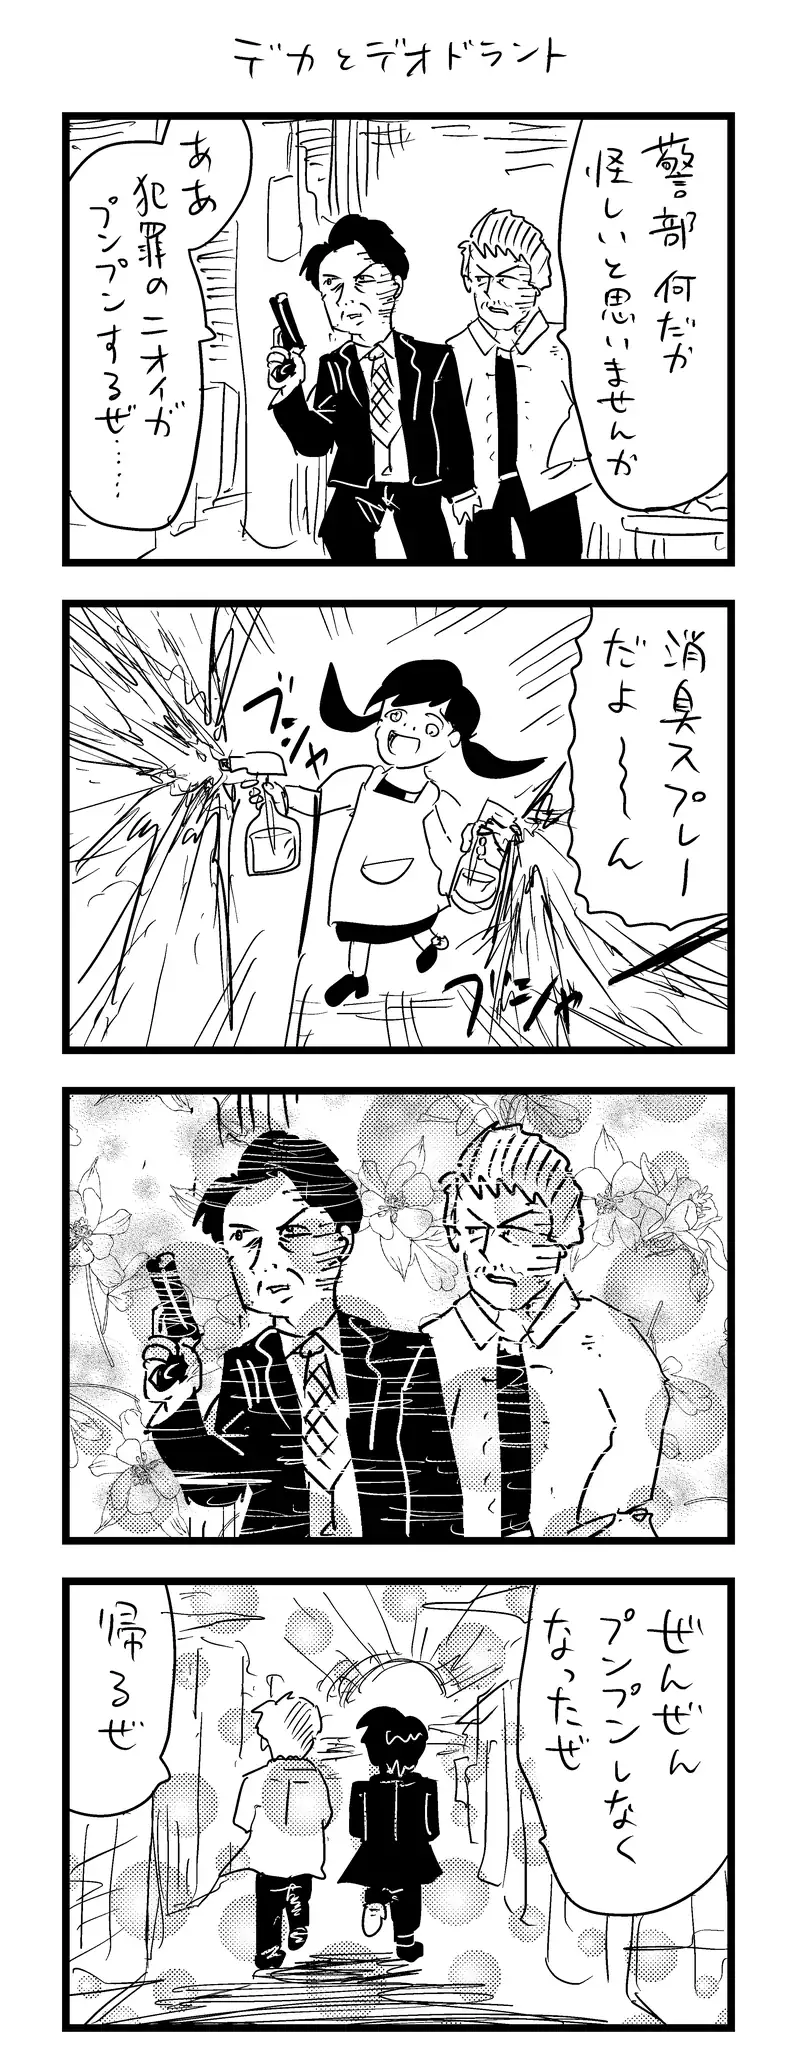 デカとデオドラント
警部 何だか
怪しいと思いませんか
ああ
犯罪のニオイが
プンプンするぜ……
消臭スプレー
だよ〜〜ん
ブシャ
ブシャ
ぜんぜん
プンプンしなく
なったぜ
帰るぜ